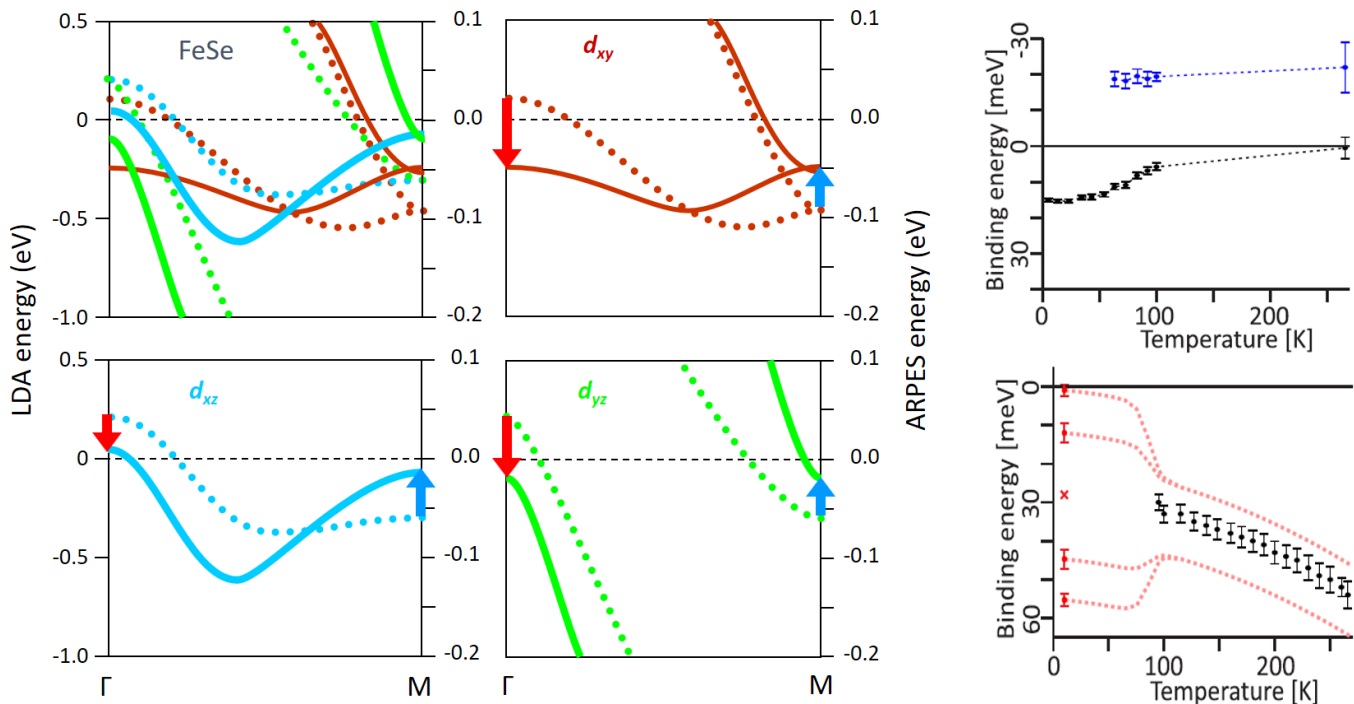 FeSe
0.5
0
-0.5
-1.0
0.1
0.0
-0.1
-0.2
LDA energy (eV)
d_xy
0.1
0.0
-0.1
-0.2
ARPES energy (eV)
d_xz
0.5
0
-0.5
-1.0
0.1
0.0
-0.1
-0.2
Γ
M
d_yz
0.1
0.0
-0.1
-0.2
Γ
M
Binding energy [meV]
-30
0
30
0
100
200
Temperature [K]
Binding energy [meV]
0
30
60
0
100
200
Temperature [K]